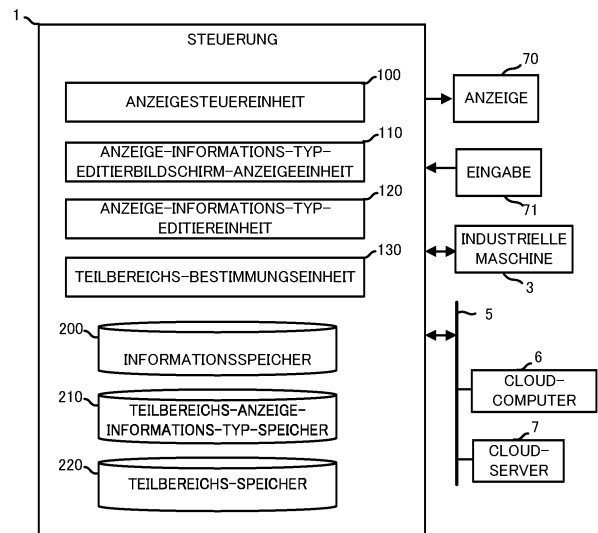 1
STEUERUNG
100
ANZEIGESTEUEREINHEIT
110
ANZEIGE-INFORMATIONS-TYP-
EDITIERBILDSCHIRM-ANZEIGEEINHEIT
120
ANZEIGE-INFORMATIONS-TYP-
EDITIEREINHEIT
130
TEILBEREICHS-BESTIMMUNGSEINHEIT
200
INFORMATIONSSPEICHER
210
TEILBEREICHS-ANZEIGE-
INFORMATIONS-TYP-SPEICHER
220
TEILBEREICHS-SPEICHER
70
ANZEIGE
EINGABE
71
INDUSTRIELLE
MASCHINE
3
5
6
CLOUD-
COMPUTER
7
CLOUD-
SERVER